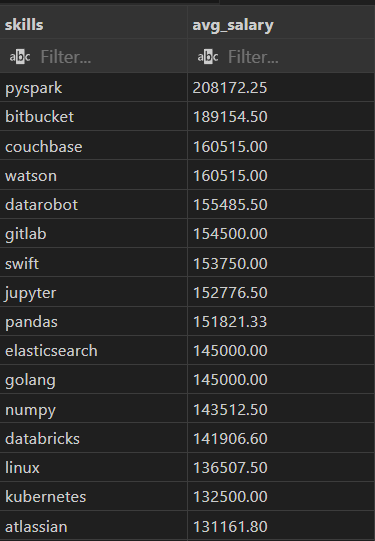 skills avg_salary
abc Filter... abc Filter...
pyspark 208172.25
bitbucket 189154.50
couchbase 160515.00
watson 160515.00
datarobot 155485.50
gitlab 154500.00
swift 153750.00
jupyter 152776.50
pandas 151821.33
elasticsearch 145000.00
golang 145000.00
numpy 143512.50
databricks 141906.60
linux 136507.50
kubernetes 132500.00
atlassian 131161.80